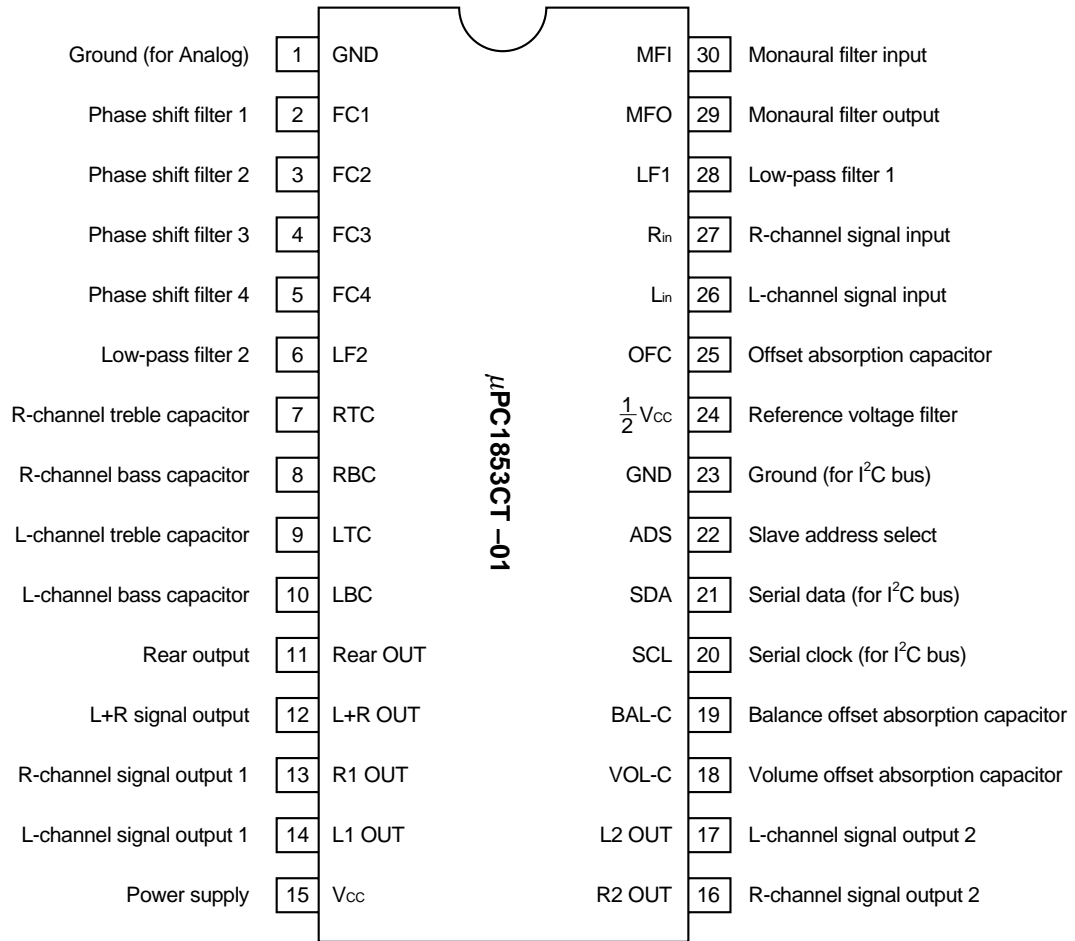 Ground (for Analog) 1 GND MFI 30 Monaural filter input
Phase shift filter 1 2 FC1 MFO 29 Monaural filter output
Phase shift filter 2 3 FC2 LF1 28 Low-pass filter 1
Phase shift filter 3 4 FC3 Rin 27 R-channel signal input
Phase shift filter 4 5 FC4 Lin 26 L-channel signal input
Low-pass filter 2 6 LF2 OFC 25 Offset absorption capacitor
R-channel treble capacitor 7 RTC 1/2 VCC 24 Reference voltage filter
R-channel bass capacitor 8 RBC GND 23 Ground (for I²C bus)
L-channel treble capacitor 9 LTC ADS 22 Slave address select
L-channel bass capacitor 10 LBC SDA 21 Serial data (for I²C bus)
Rear output 11 Rear OUT SCL 20 Serial clock (for I²C bus)
L+R signal output 12 L+R OUT BAL-C 19 Balance offset absorption capacitor
R-channel signal output 1 13 R1 OUT VOL-C 18 Volume offset absorption capacitor
L-channel signal output 1 14 L1 OUT L2 OUT 17 L-channel signal output 2
Power supply 15 VCC R2 OUT 16 R-channel signal output 2
µPC1853CT –01